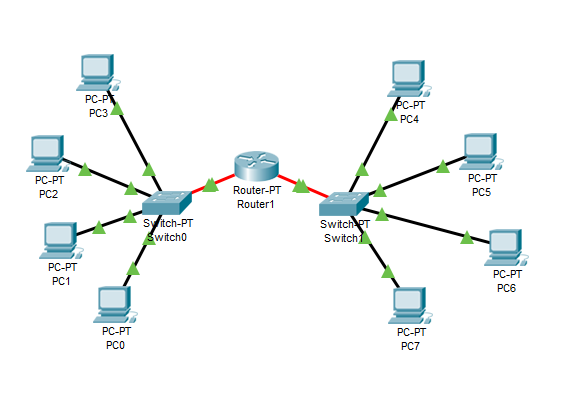 PC-PT
PC3
PC-PT
PC4
PC-PT
PC2
PC-PT
PC5
Router-PT
Router1
Switch-PT
Switch0
Switch-PT
Switch1
PC-PT
PC1
PC-PT
PC6
PC-PT
PC0
PC-PT
PC7